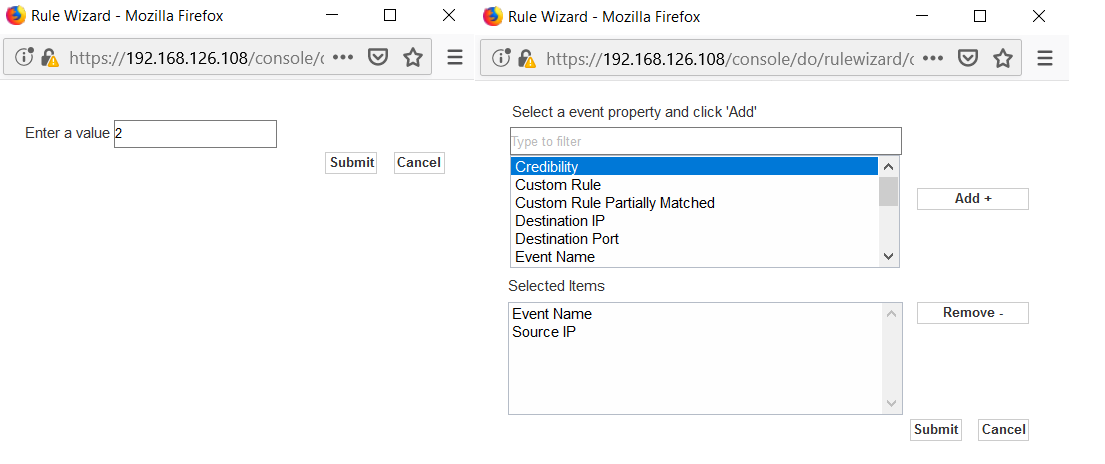 Rule Wizard - Mozilla Firefox
https://192.168.126.108/console/
Enter a value 2
Submit Cancel
Rule Wizard - Mozilla Firefox
https://192.168.126.108/console/do/rulewizard/
Select a event property and click 'Add'
Type to filter
Credibility
Custom Rule
Custom Rule Partially Matched
Destination IP
Destination Port
Event Name
Add +
Selected Items
Event Name
Source IP
Remove -
Submit Cancel